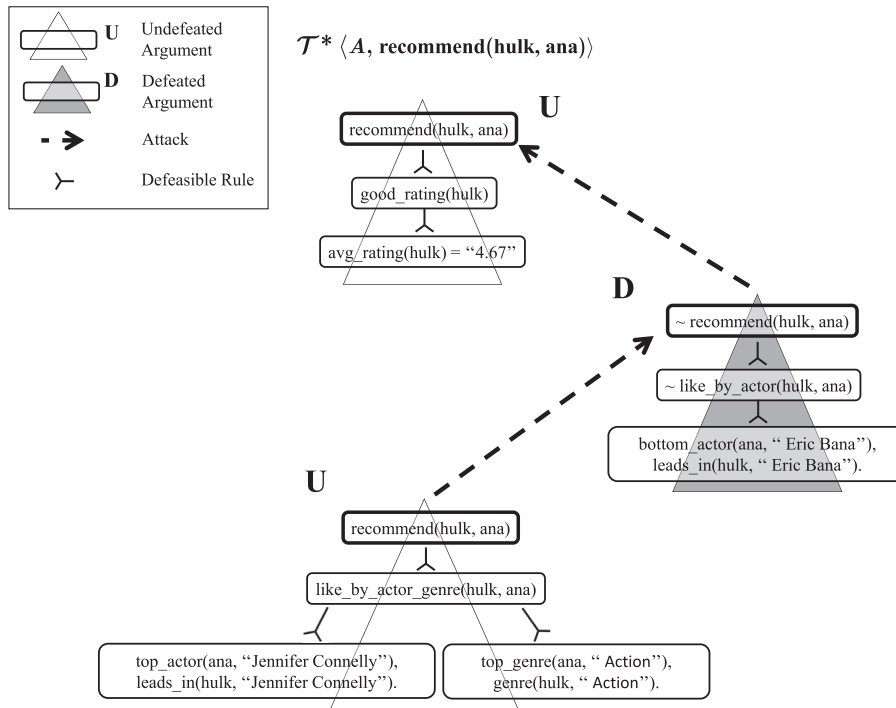 U
Undefeated
Argument
D
Defeated
Argument
Attack
Defeasible Rule
𝒯* ⟨A, recommend(hulk, ana)⟩
U
recommend(hulk, ana)
good_rating(hulk)
avg_rating(hulk) = ‘‘4.67’’
D
~ recommend(hulk, ana)
~ like_by_actor(hulk, ana)
bottom_actor(ana, ‘‘ Eric Bana’’),
leads_in(hulk, ‘‘ Eric Bana’’).
U
recommend(hulk, ana)
like_by_actor_genre(hulk, ana)
top_actor(ana, ‘‘Jennifer Connelly’’),
leads_in(hulk, ‘‘Jennifer Connelly’’).
top_genre(ana, ‘‘ Action’’),
genre(hulk, ‘‘ Action’’).